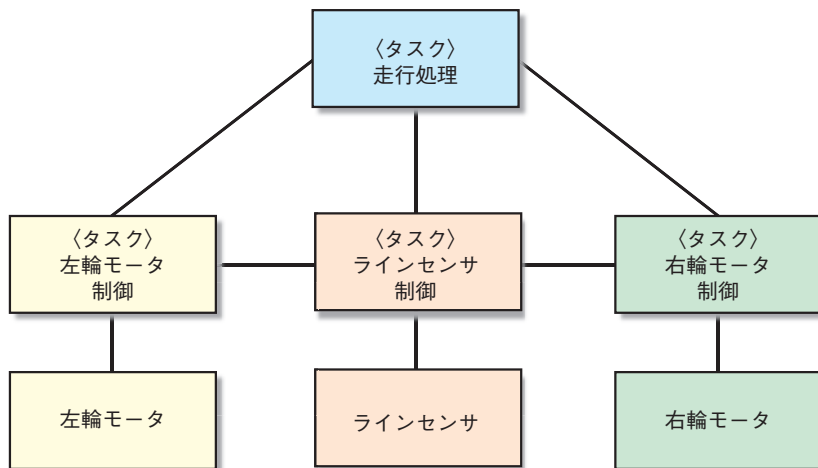 〈タスク〉
走行処理
〈タスク〉
左輪モータ
制御
〈タスク〉
ラインセンサ
制御
〈タスク〉
右輪モータ
制御
左輪モータ
ラインセンサ
右輪モータ